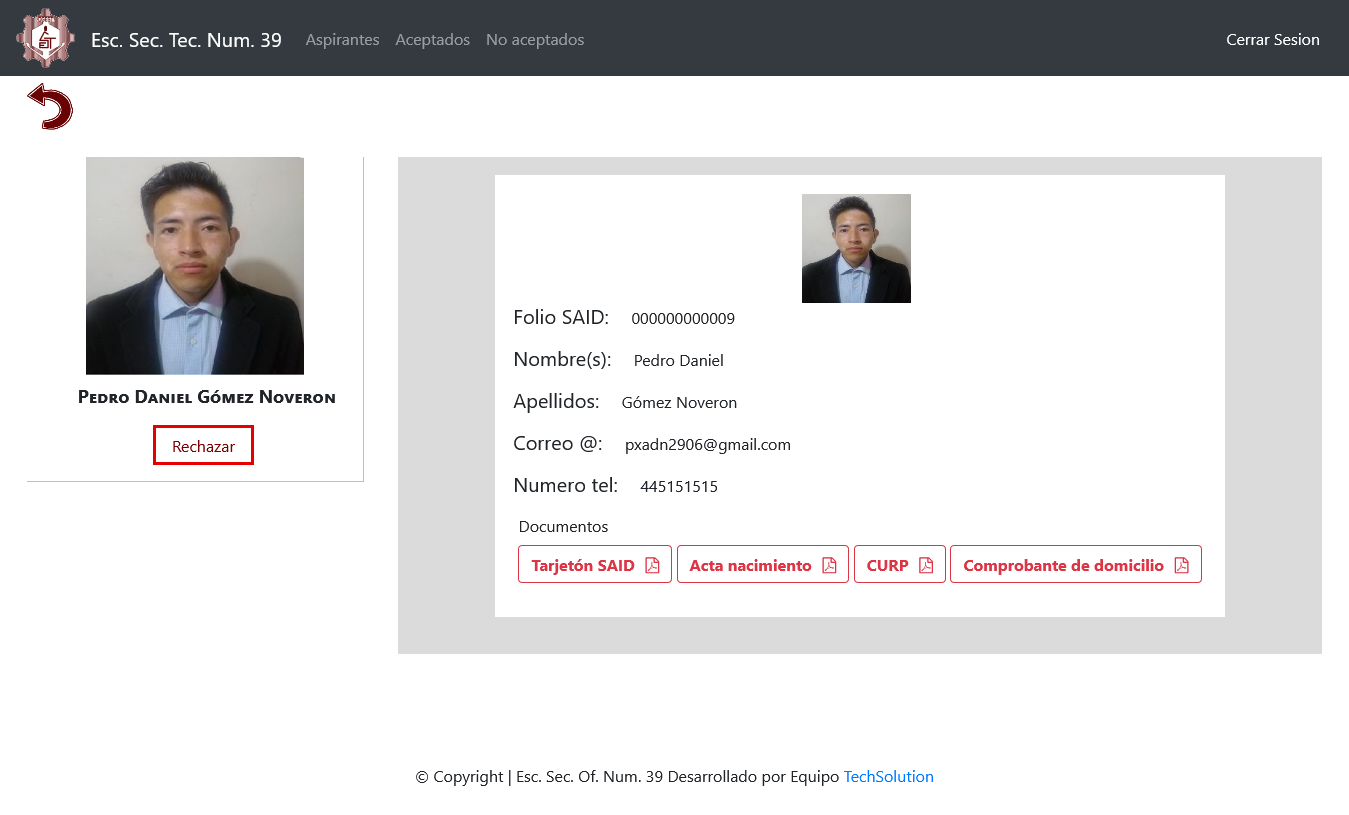 Esc. Sec. Tec. Num. 39 Aspirantes Aceptados No aceptados Cerrar Sesion
Pedro Daniel Gómez Noveron
Rechazar
Folio SAID: 000000000009
Nombre(s): Pedro Daniel
Apellidos: Gómez Noveron
Correo @: pxadn2906@gmail.com
Numero tel: 445151515
Documentos
Tarjetón SAID Acta nacimiento CURP Comprobante de domicilio
© Copyright | Esc. Sec. Of. Num. 39 Desarrollado por Equipo TechSolution